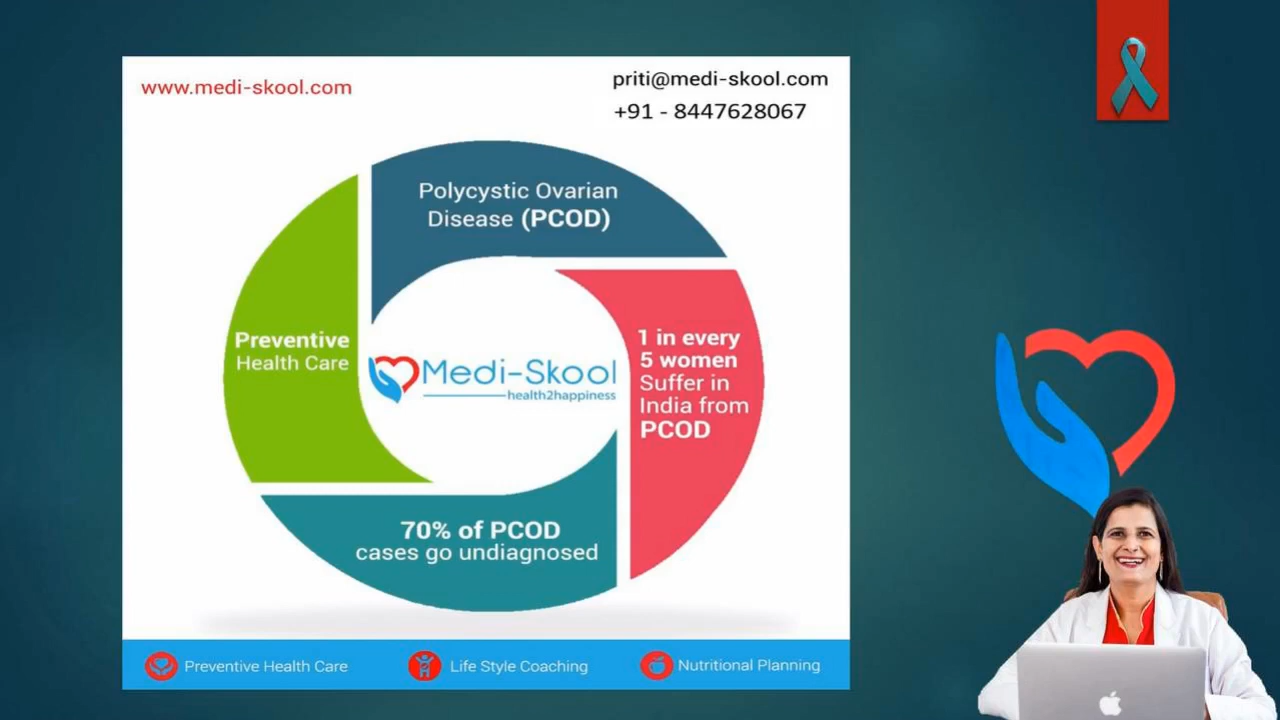 www.medi-skool.com
priti@medi-skool.com
+91 - 8447628067
Polycystic Ovarian
Disease (PCOD)
1 in every
5 women
Suffer in
India from
PCOD
Preventive
Health Care
Medi-Skool
health2happiness
70% of PCOD
cases go undiagnosed
Preventive Health Care
Life Style Coaching
Nutritional Planning